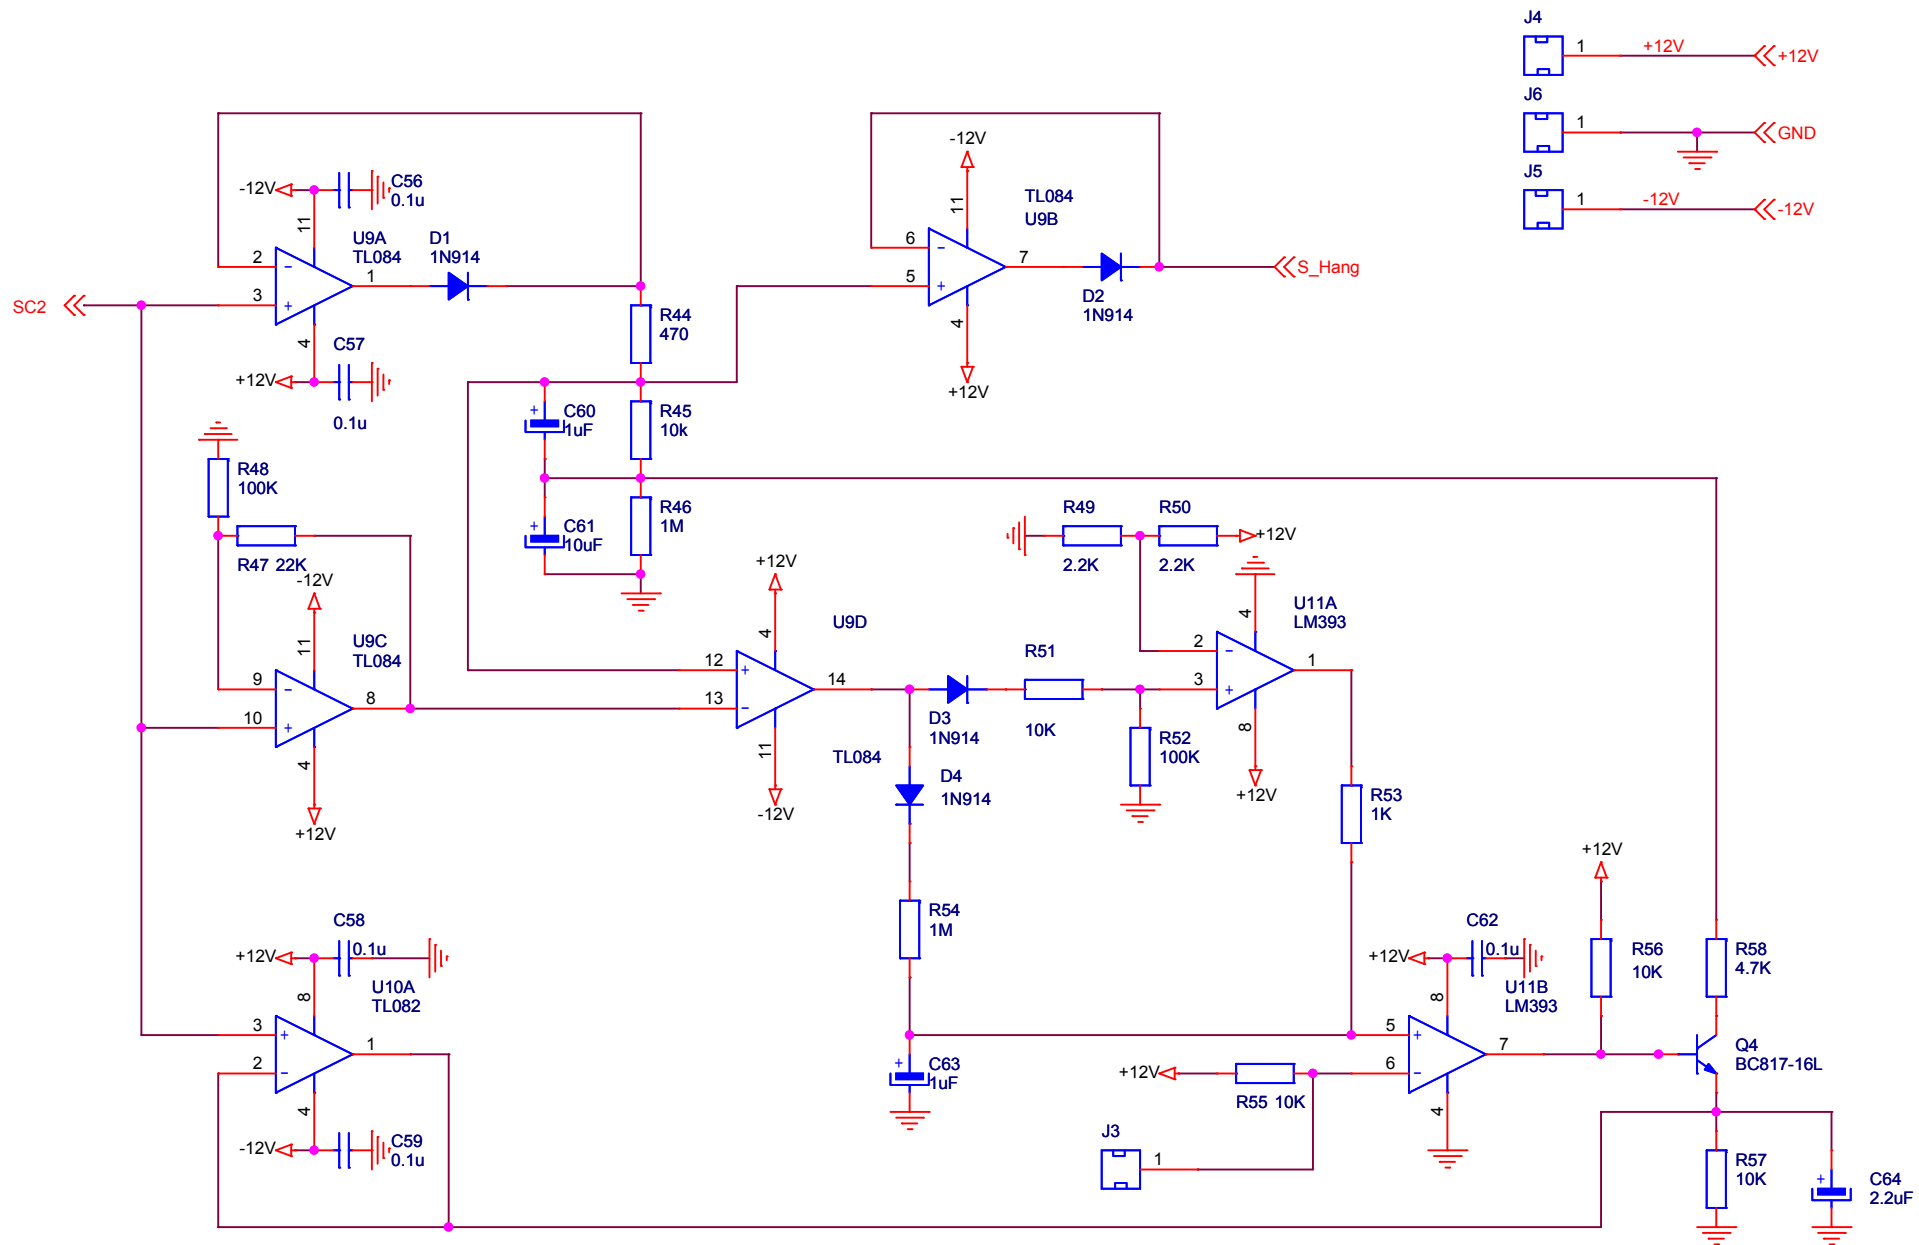 J4
1
+12V
+12V
J6
1
GND
J5
1
-12V
-12V
-12V
C56
0.1u
11
U9A
TL084
D1
1N914
2
-
3
+
1
SC2
4
C57
+12V
0.1u
-12V
11
TL084
U9B
6
-
5
+
7
D2
1N914
S_Hang
4
+12V
R44
470
+
C60
1uF
R45
10k
+
C61
10uF
R46
1M
R48
100K
R47 22K
-12V
11
U9C
TL084
9
-
10
+
8
4
+12V
+12V
4
U9D
12
+
13
-
14
11
-12V
TL084
D3
1N914
D4
1N914
R51
10K
R49
2.2K
R50
2.2K
+12V
4
U11A
LM393
2
-
3
+
1
8
+12V
R52
100K
R53
1K
R54
1M
C58
+12V
0.1u
8
U10A
TL082
3
+
2
-
1
4
-12V
C59
0.1u
+
C63
1uF
+12V
R55 10K
J3
1
C62
+12V
0.1u
8
U11B
LM393
5
+
6
-
7
4
+12V
R56
10K
R58
4.7K
Q4
BC817-16L
R57
10K
+
C64
2.2uF